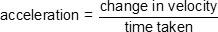 acceleration = change in velocity / time taken